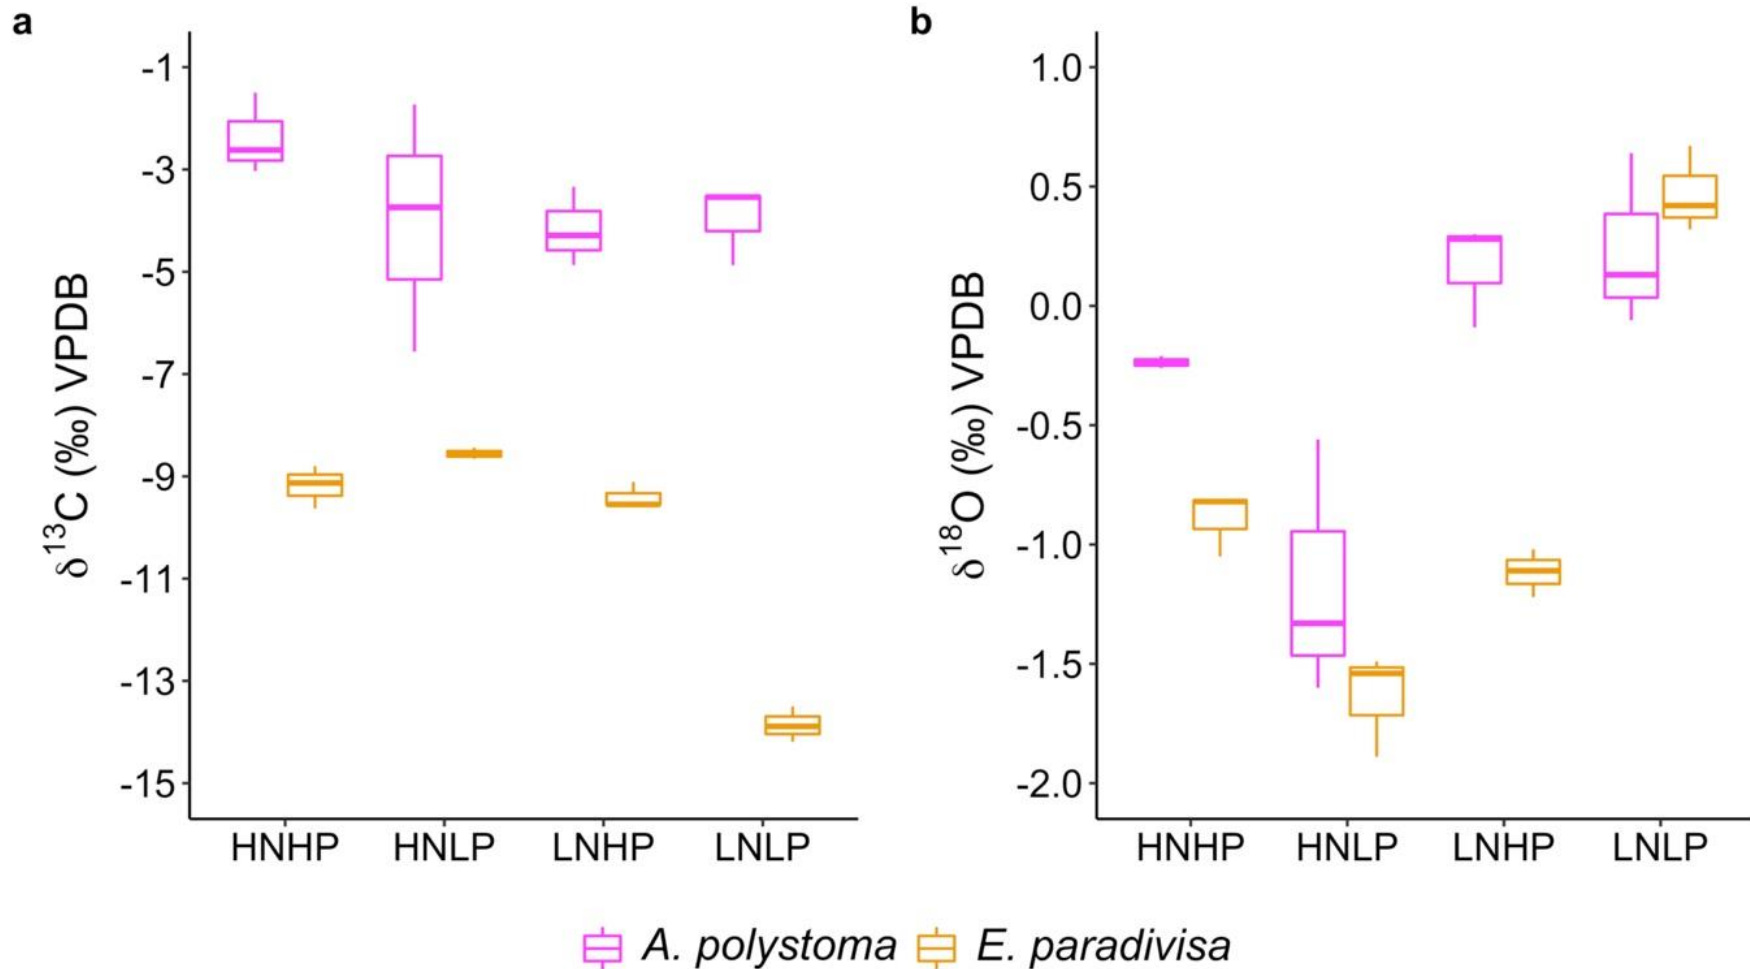 a
-1
-3
-5
-7
-9
-11
-13
-15
δ13C (‰) VPDB
HNHP HNLP LNHP LNLP
b
1.0
0.5
0.0
-0.5
-1.0
-1.5
-2.0
δ18O (‰) VPDB
HNHP HNLP LNHP LNLP
A. polystoma E. paradivisa